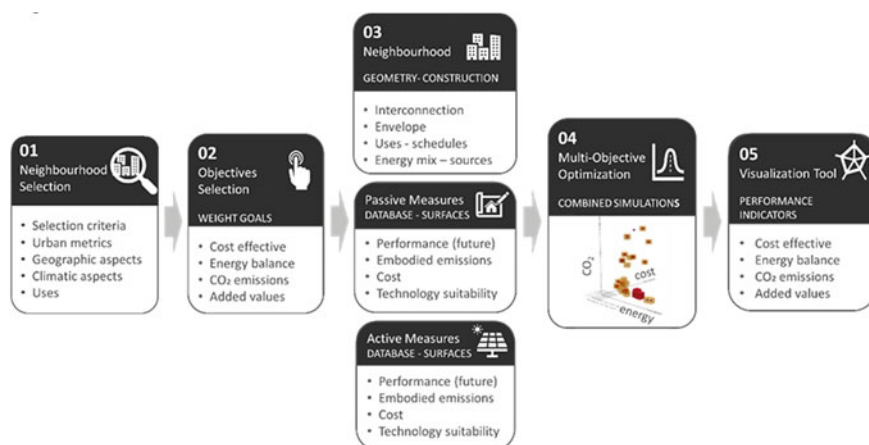 01
Neighbourhood
Selection
• Selection criteria
• Urban metrics
• Geographic aspects
• Climatic aspects
• Uses
02
Objectives
Selection
WEIGHT GOALS
• Cost effective
• Energy balance
• CO₂ emissions
• Added values
03
Neighbourhood
GEOMETRY- CONSTRUCTION
• Interconnection
• Envelope
• Uses - schedules
• Energy mix – sources
Passive Measures
DATABASE - SURFACES
• Performance (future)
• Embodied emissions
• Cost
• Technology suitability
Active Measures
DATABASE - SURFACES
• Performance (future)
• Embodied emissions
• Cost
• Technology suitability
04
Multi-Objective
Optimization
COMBINED SIMULATIONS
CO₂
cost
energy
05
Visualization Tool
PERFORMANCE
INDICATORS
• Cost effective
• Energy balance
• CO₂ emissions
• Added values